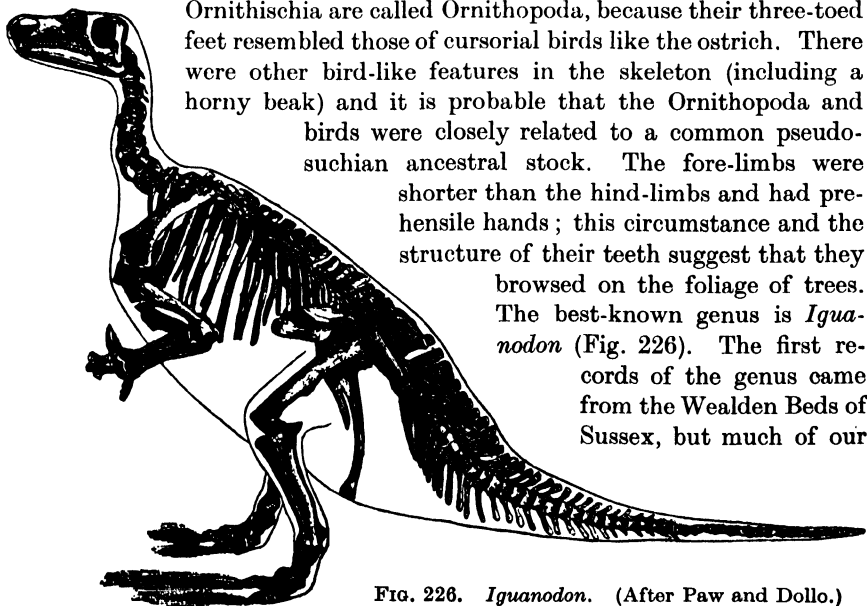 Ornithischia are called Ornithopoda, because their three-toed
feet resembled those of cursorial birds like the ostrich. There
were other bird-like features in the skeleton (including a
horny beak) and it is probable that the Ornithopoda and
birds were closely related to a common pseudo-
suchian ancestral stock. The fore-limbs were
shorter than the hind-limbs and had pre-
hensile hands ; this circumstance and the
structure of their teeth suggest that they
browsed on the foliage of trees.
The best-known genus is Igua-
nodon (Fig. 226). The first re-
cords of the genus came
from the Wealden Beds of
Sussex, but much of our
FIG. 226. Iguanodon. (After Paw and Dollo.)